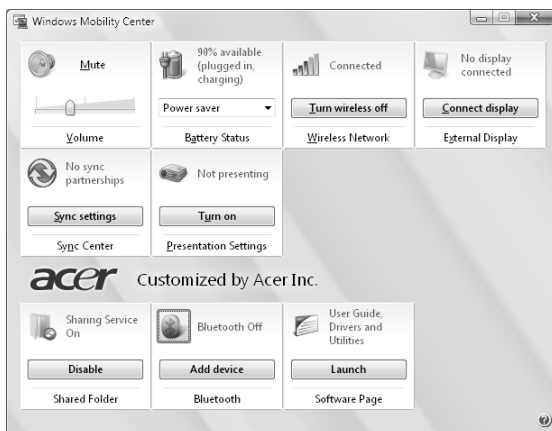 Windows Mobility Center
Mute
Volume
90% available
(plugged in,
charging)
Power saver
Battery Status
Connected
Turn wireless off
Wireless Network
No display
connected
Connect display
External Display
No sync
partnerships
Sync settings
Sync Center
Not presenting
Turn on
Presentation Settings
acer Customized by Acer Inc.
Sharing Service
On
Disable
Shared Folder
Bluetooth Off
Add device
Bluetooth
User Guide,
Drivers and
Utilities
Launch
Software Page